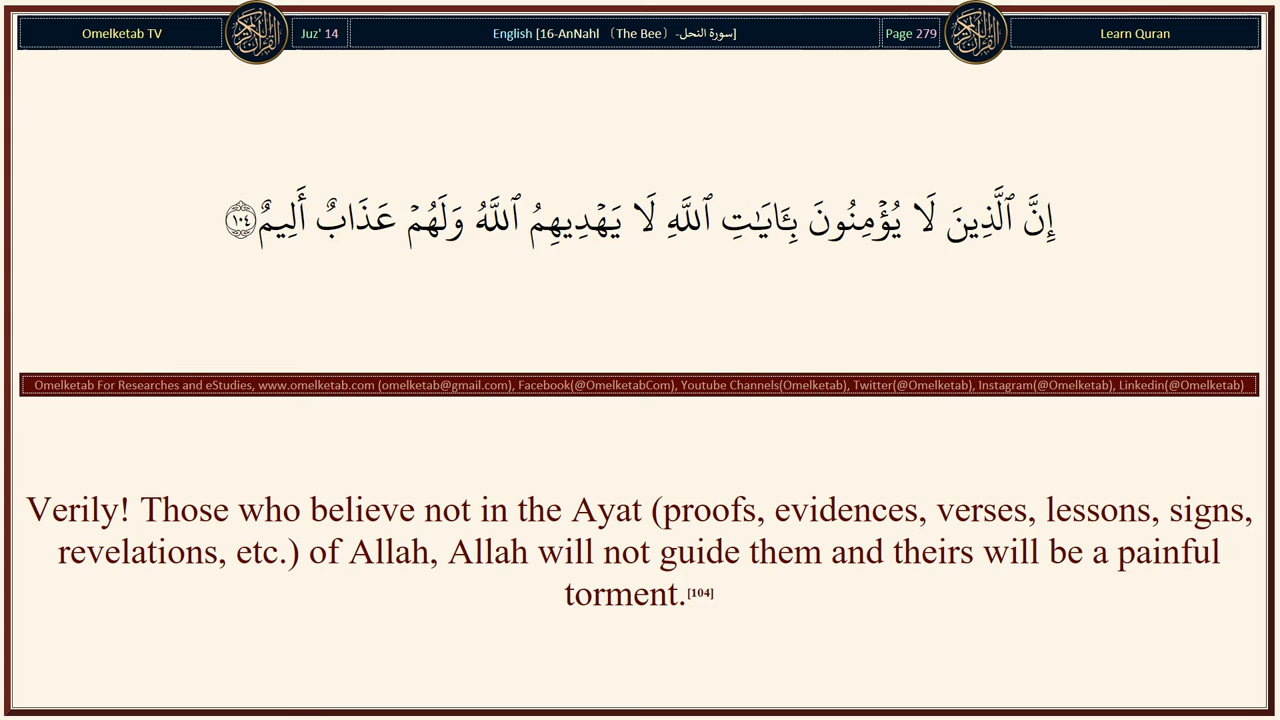 Omelketab TV
Juz' 14
English [16-AnNahl (The Bee) -سورة النحل]
Page 279
Learn Quran
إِنَّ ٱلَّذِينَ لَا يُؤْمِنُونَ بِـَٔايَـٰتِ ٱللَّهِ لَا يَهْدِيهِمُ ٱللَّهُ وَلَهُمْ عَذَابٌ أَلِيمٌ ١٠٤
Omelketab For Researches and eStudies, www.omelketab.com (omelketab@gmail.com), Facebook(@OmelketabCom), Youtube Channels(Omelketab), Twitter(@Omelketab), Instagram(@Omelketab), Linkedin(@Omelketab)
Verily! Those who believe not in the Ayat (proofs, evidences, verses, lessons, signs,
revelations, etc.) of Allah, Allah will not guide them and theirs will be a painful
torment.[104]